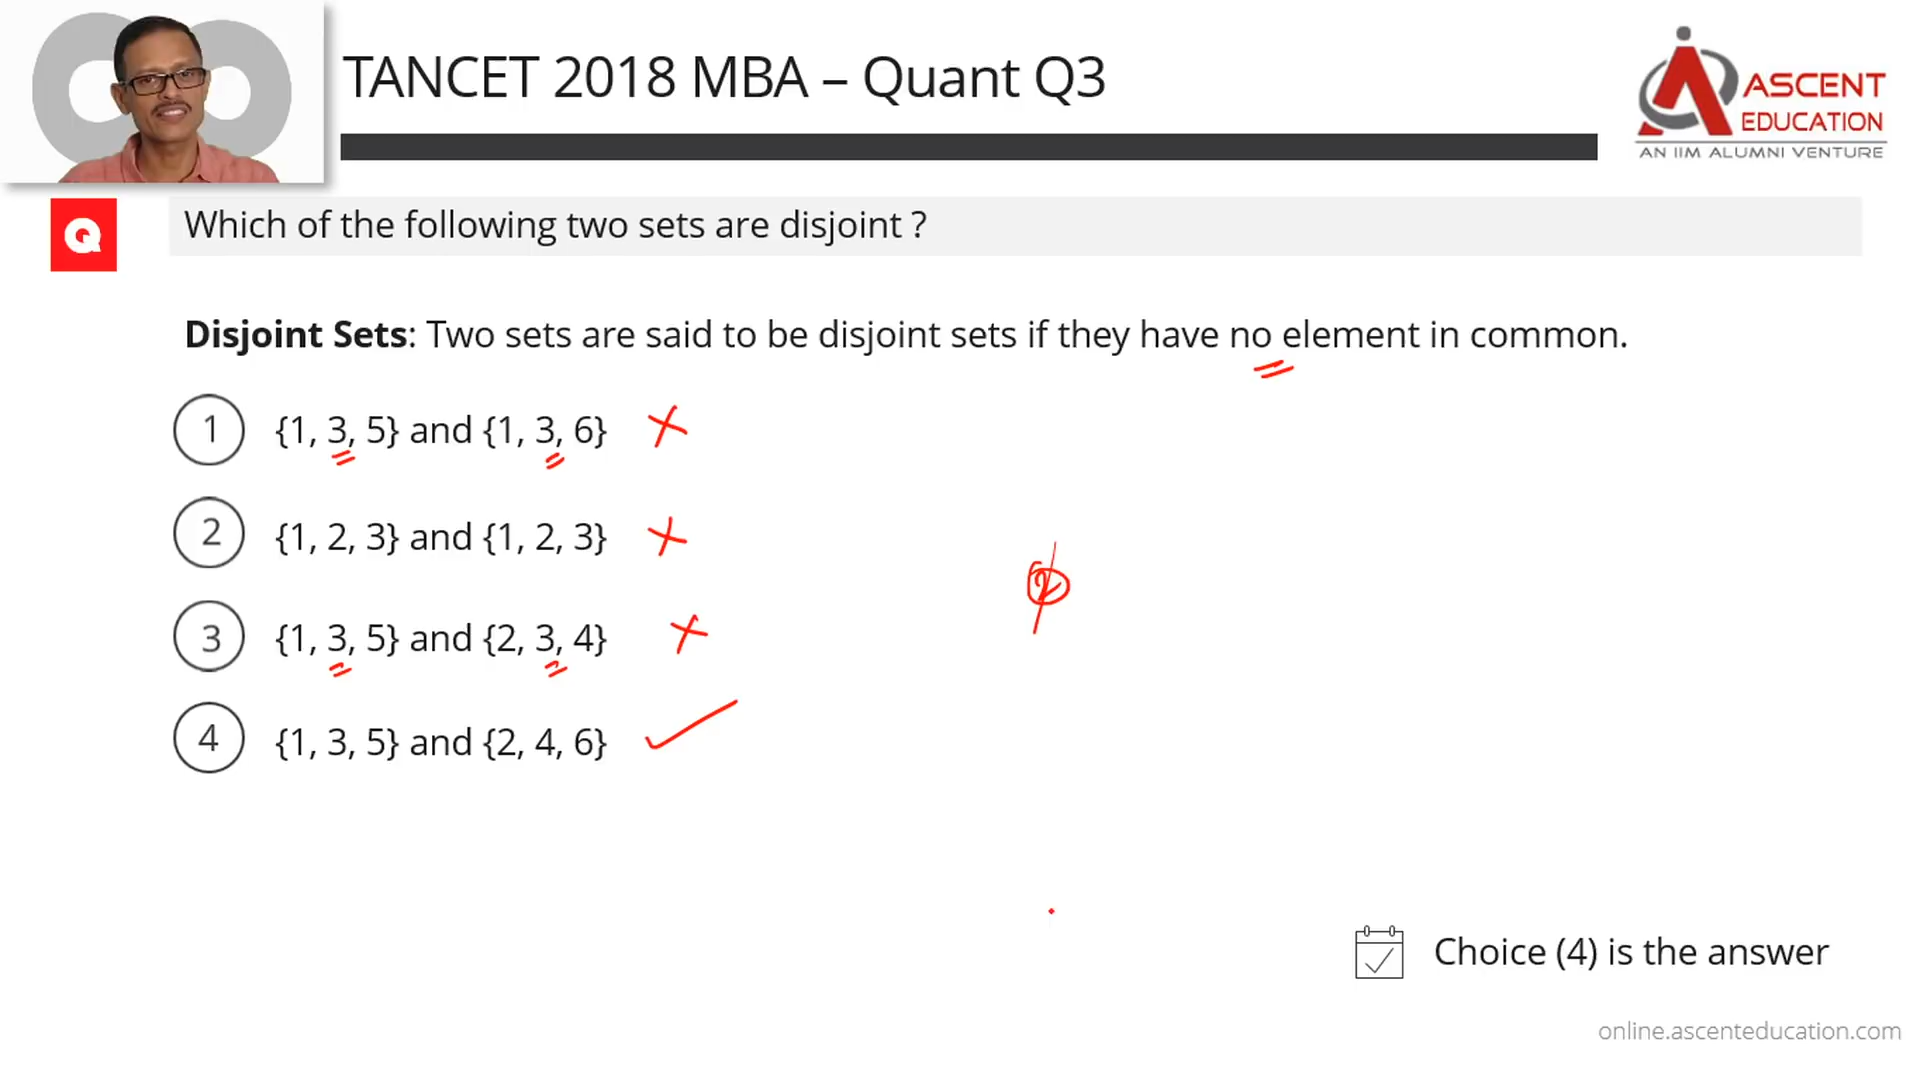 TANCET 2018 MBA – Quant Q3
ASCENT
EDUCATION
AN IIM ALUMNI VENTURE
Q
Which of the following two sets are disjoint ?
Disjoint Sets: Two sets are said to be disjoint sets if they have no element in common.
1 {1, 3, 5} and {1, 3, 6}
2 {1, 2, 3} and {1, 2, 3}
3 {1, 3, 5} and {2, 3, 4}
4 {1, 3, 5} and {2, 4, 6}
Choice (4) is the answer
online.ascenteducation.com